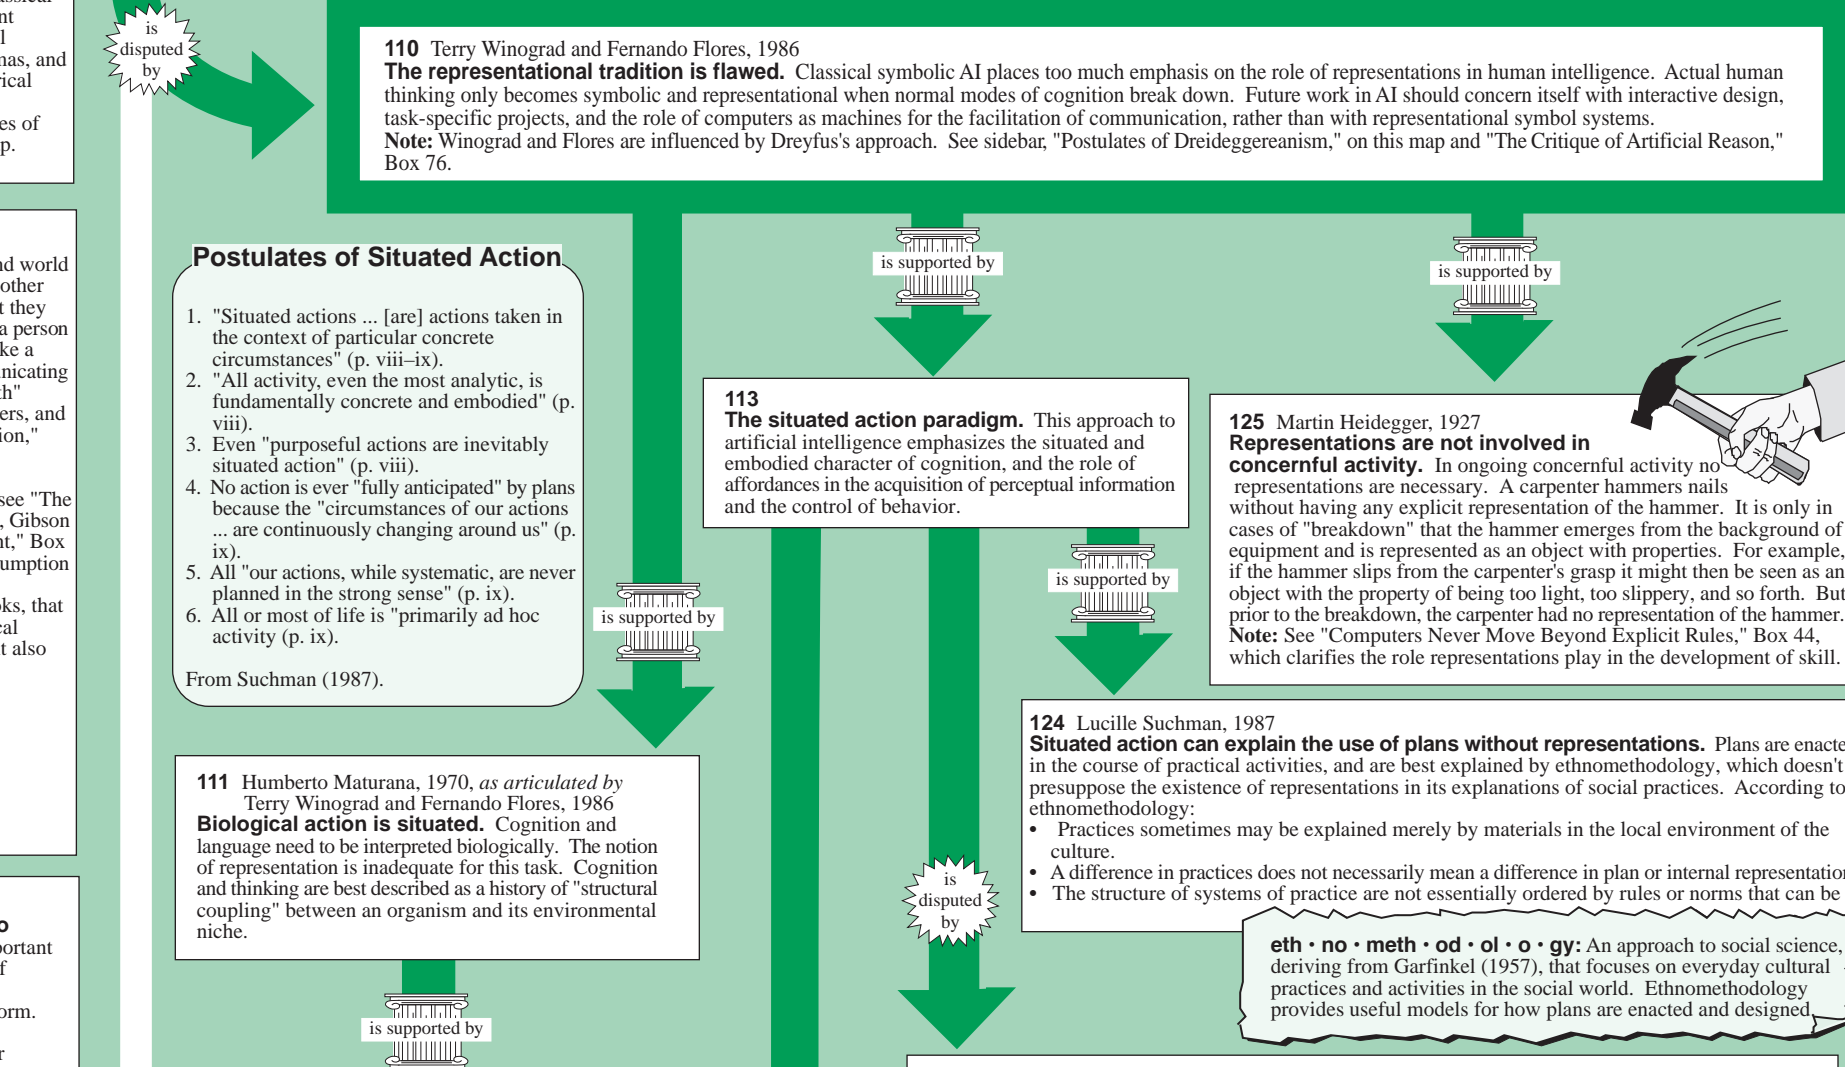 is
disputed
by
110 Terry Winograd and Fernando Flores, 1986
The representational tradition is flawed. Classical symbolic AI places too much emphasis on the role of representations in human intelligence. Actual human
thinking only becomes symbolic and representational when normal modes of cognition break down. Future work in AI should concern itself with interactive design,
task-specific projects, and the role of computers as machines for the facilitation of communication, rather than with representational symbol systems.
Note: Winograd and Flores are influenced by Dreyfus's approach. See sidebar, "Postulates of Dreideggereanism," on this map and "The Critique of Artificial Reason,"
Box 76.
mas, and
es of
p.
nd world
other
t they
a person
ke a
nicating
th"
ers, and
ion,"
see "The
, Gibson
nt," Box
umption
oks, that
cal
t also
o
portant
f
orm.
r
Postulates of Situated Action
1. "Situated actions ... [are] actions taken in
the context of particular concrete
circumstances" (p. viii–ix).
2. "All activity, even the most analytic, is
fundamentally concrete and embodied" (p.
viii).
3. Even "purposeful actions are inevitably
situated action" (p. viii).
4. No action is ever "fully anticipated" by plans
because the "circumstances of our actions
... are continuously changing around us" (p.
ix).
5. All "our actions, while systematic, are never
planned in the strong sense" (p. ix).
6. All or most of life is "primarily ad hoc
activity (p. ix).
From Suchman (1987).
is supported by
is supported by
is supported by
113
The situated action paradigm. This approach to
artificial intelligence emphasizes the situated and
embodied character of cognition, and the role of
affordances in the acquisition of perceptual information
and the control of behavior.
125 Martin Heidegger, 1927
Representations are not involved in
concernful activity. In ongoing concernful activity no
representations are necessary. A carpenter hammers nails
without having any explicit representation of the hammer. It is only in
cases of "breakdown" that the hammer emerges from the background of
equipment and is represented as an object with properties. For example,
if the hammer slips from the carpenter's grasp it might then be seen as an
object with the property of being too light, too slippery, and so forth. But
prior to the breakdown, the carpenter had no representation of the hammer.
Note: See "Computers Never Move Beyond Explicit Rules," Box 44,
which clarifies the role representations play in the development of skill.
is supported by
111 Humberto Maturana, 1970, as articulated by
Terry Winograd and Fernando Flores, 1986
Biological action is situated. Cognition and
language need to be interpreted biologically. The notion
of representation is inadequate for this task. Cognition
and thinking are best described as a history of "structural
coupling" between an organism and its environmental
niche.
is supported by
124 Lucille Suchman, 1987
Situated action can explain the use of plans without representations. Plans are enacte
in the course of practical activities, and are best explained by ethnomethodology, which doesn't
presuppose the existence of representations in its explanations of social practices. According to
ethnomethodology:
• Practices sometimes may be explained merely by materials in the local environment of the
culture.
• A difference in practices does not necessarily mean a difference in plan or internal representation
• The structure of systems of practice are not essentially ordered by rules or norms that can be
is
disputed
by
eth • no • meth • od • ol • o • gy: An approach to social science,
deriving from Garfinkel (1957), that focuses on everyday cultural
practices and activities in the social world. Ethnomethodology
provides useful models for how plans are enacted and designed.